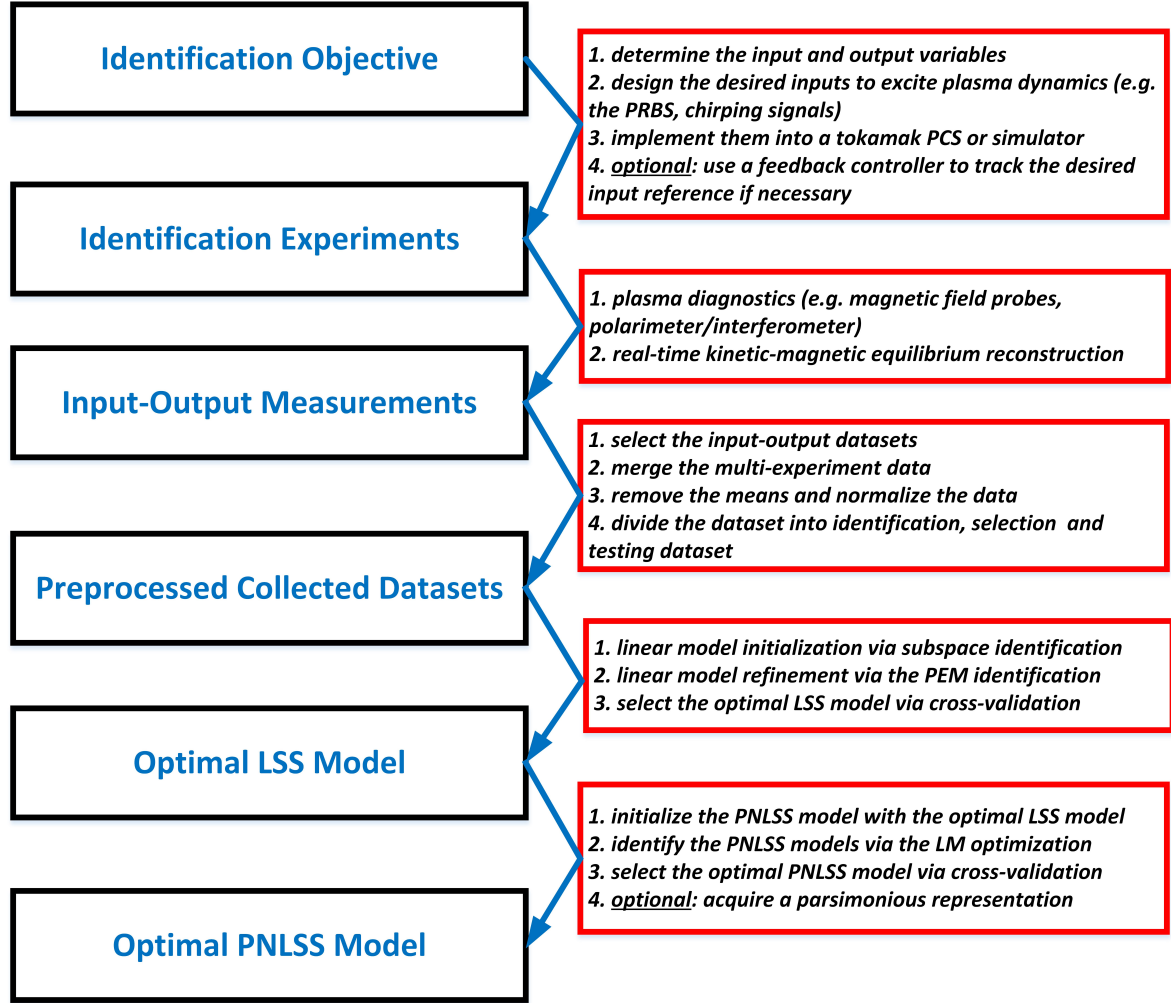 Identification Objective
1. determine the input and output variables
2. design the desired inputs to excite plasma dynamics (e.g.
the PRBS, chirping signals)
3. implement them into a tokamak PCS or simulator
4. optional: use a feedback controller to track the desired
input reference if necessary
Identification Experiments
1. plasma diagnostics (e.g. magnetic field probes,
polarimeter/interferometer)
2. real-time kinetic-magnetic equilibrium reconstruction
Input-Output Measurements
1. select the input-output datasets
2. merge the multi-experiment data
3. remove the means and normalize the data
4. divide the dataset into identification, selection and
testing dataset
Preprocessed Collected Datasets
1. linear model initialization via subspace identification
2. linear model refinement via the PEM identification
3. select the optimal LSS model via cross-validation
Optimal LSS Model
1. initialize the PNLSS model with the optimal LSS model
2. identify the PNLSS models via the LM optimization
3. select the optimal PNLSS model via cross-validation
4. optional: acquire a parsimonious representation
Optimal PNLSS Model